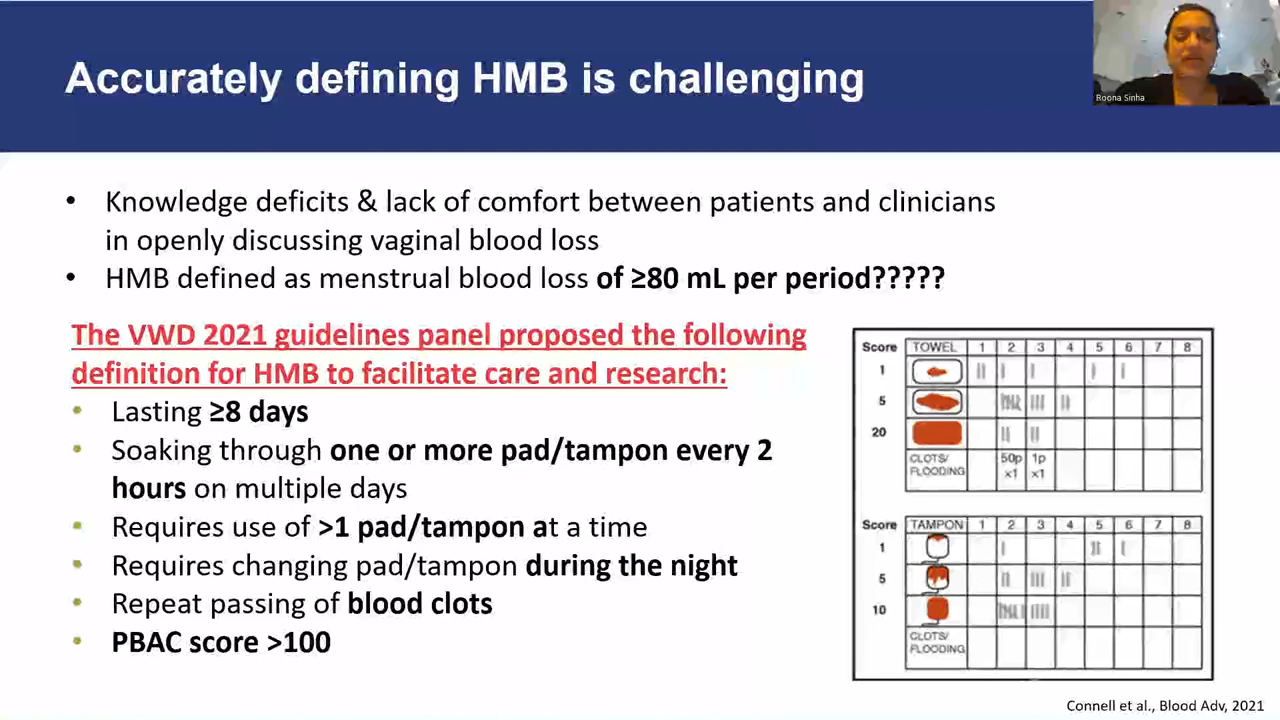 Accurately defining HMB is challenging
Roona Sinha
• Knowledge deficits & lack of comfort between patients and clinicians
in openly discussing vaginal blood loss
• HMB defined as menstrual blood loss of ≥80 mL per period?????
The VWD 2021 guidelines panel proposed the following
definition for HMB to facilitate care and research:
• Lasting ≥8 days
• Soaking through one or more pad/tampon every 2
hours on multiple days
• Requires use of >1 pad/tampon at a time
• Requires changing pad/tampon during the night
• Repeat passing of blood clots
• PBAC score >100
Score TOWEL 1 2 3 4 5 6 7 8
1
5
20
CLOTS/ 50p 1p
FLOODING x1 x1
Score TAMPON 1 2 3 4 5 6 7 8
1
5
10
CLOTS/
FLOODING
Connell et al., Blood Adv, 2021